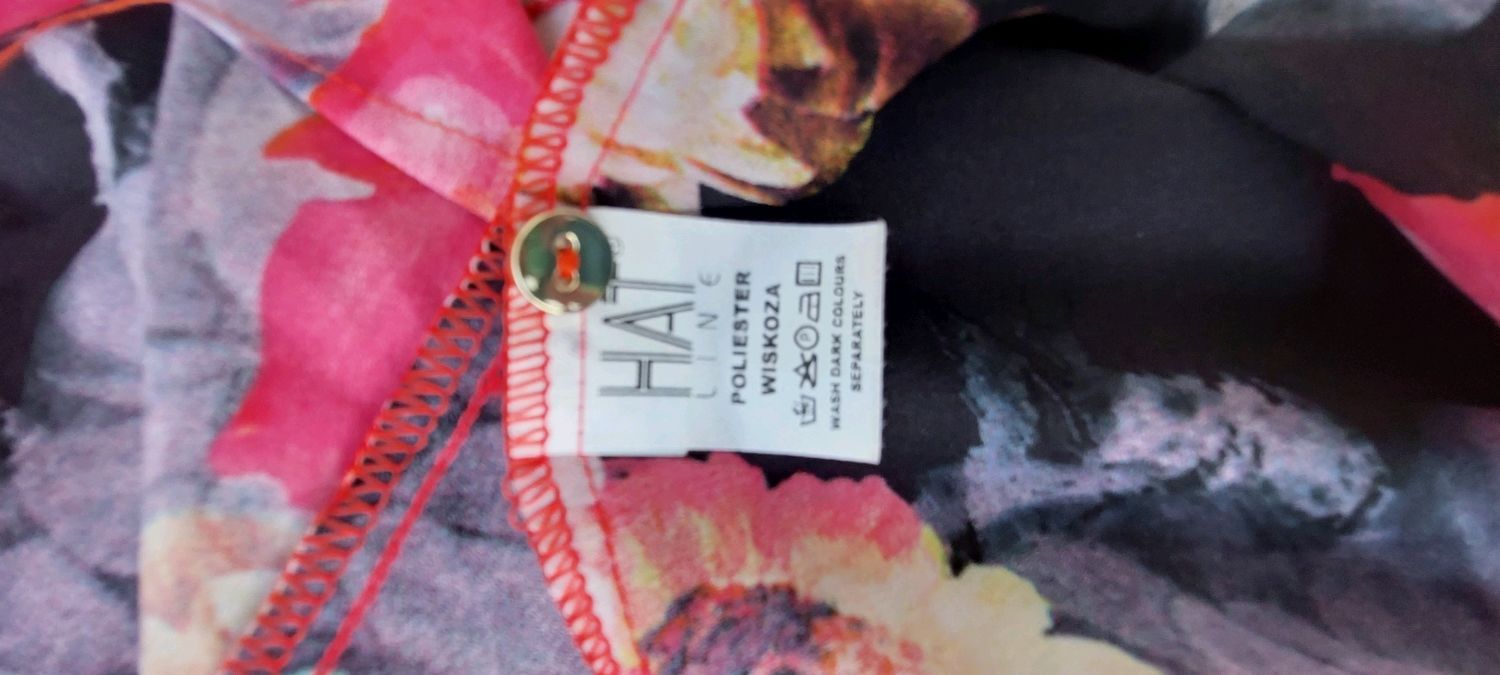 HAT®
LINE
POLIESTER
WISKOZA
P
WASH DARK COLOURS
SEPARATELY